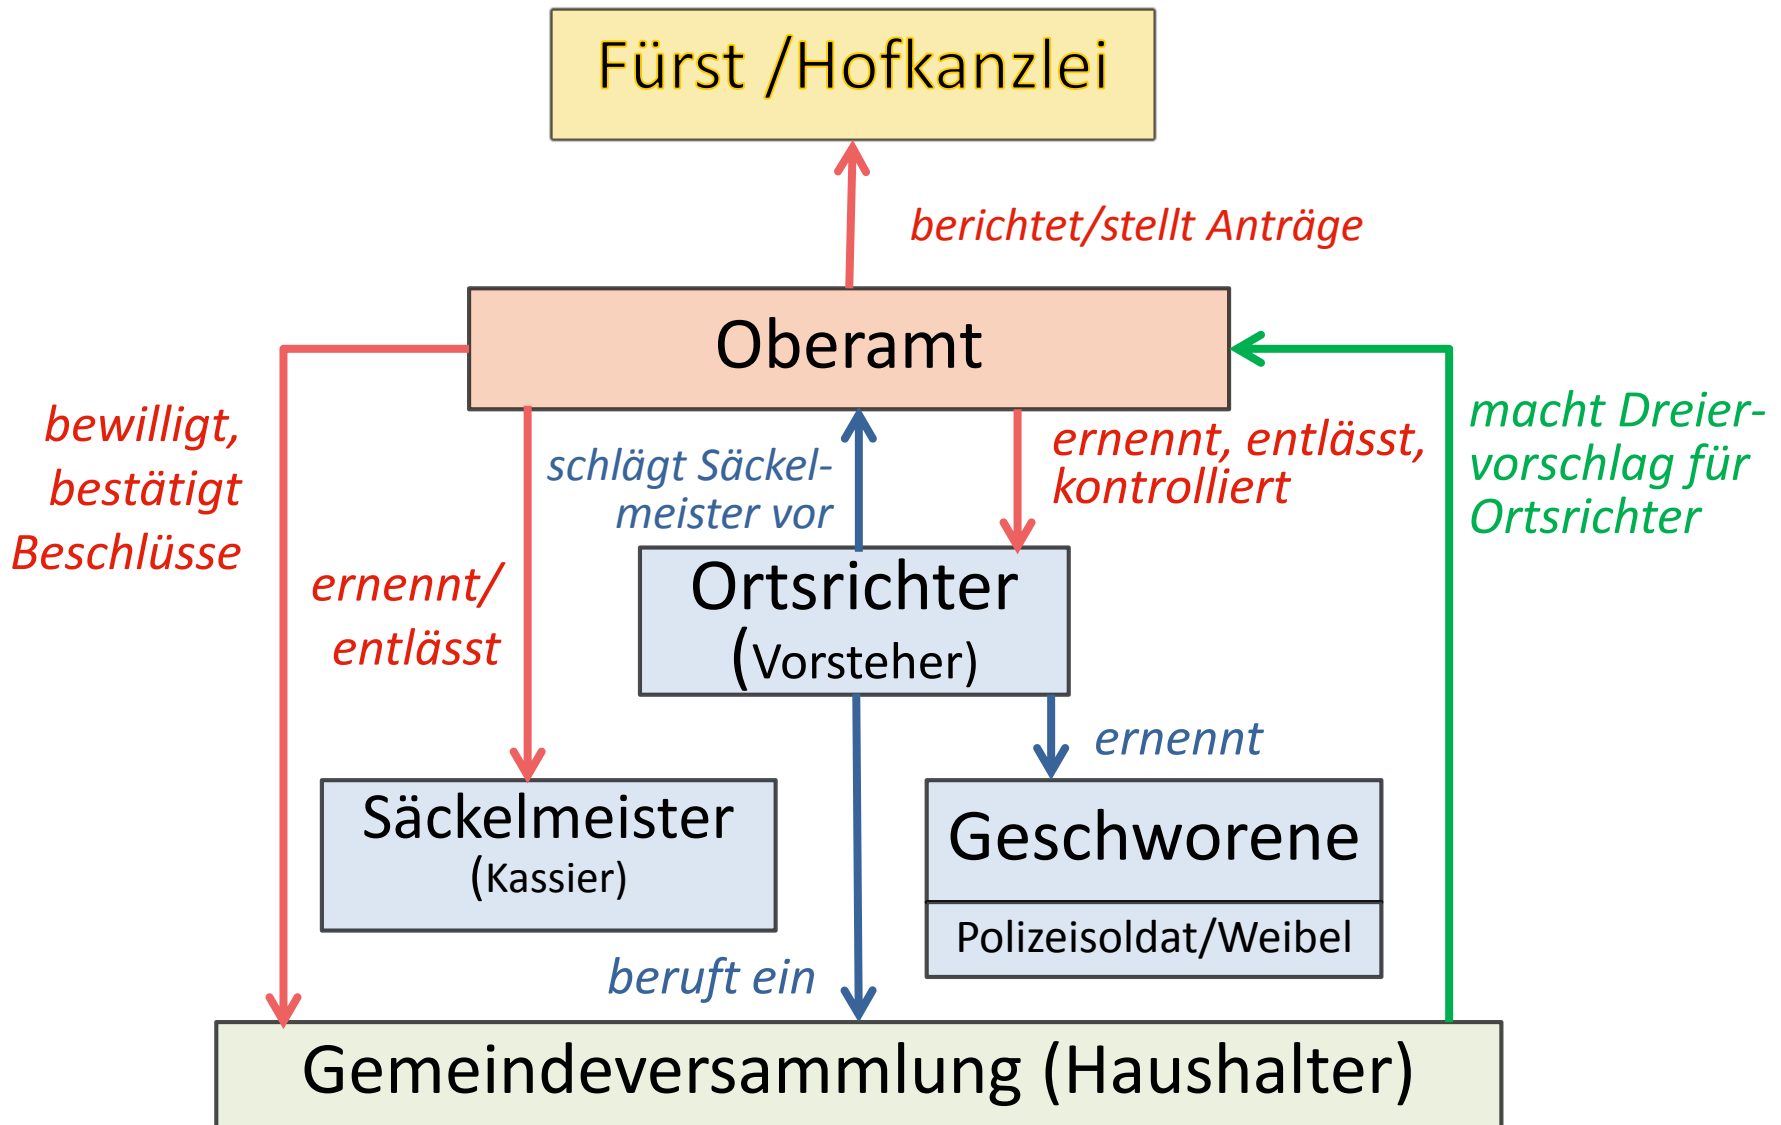 Fürst /Hofkanzlei
berichtet/stellt Anträge
Oberamt
bewilligt,
bestätigt
Beschlüsse
ernennt/
entlässt
schlägt Säckel-
meister vor
ernennt, entlässt,
kontrolliert
macht Dreier-
vorschlag für
Ortsrichter
Ortsrichter
(Vorsteher)
ernennt
Säckelmeister
(Kassier)
Geschworene
Polizeisoldat/Weibel
beruft ein
Gemeindeversammlung (Haushalter)